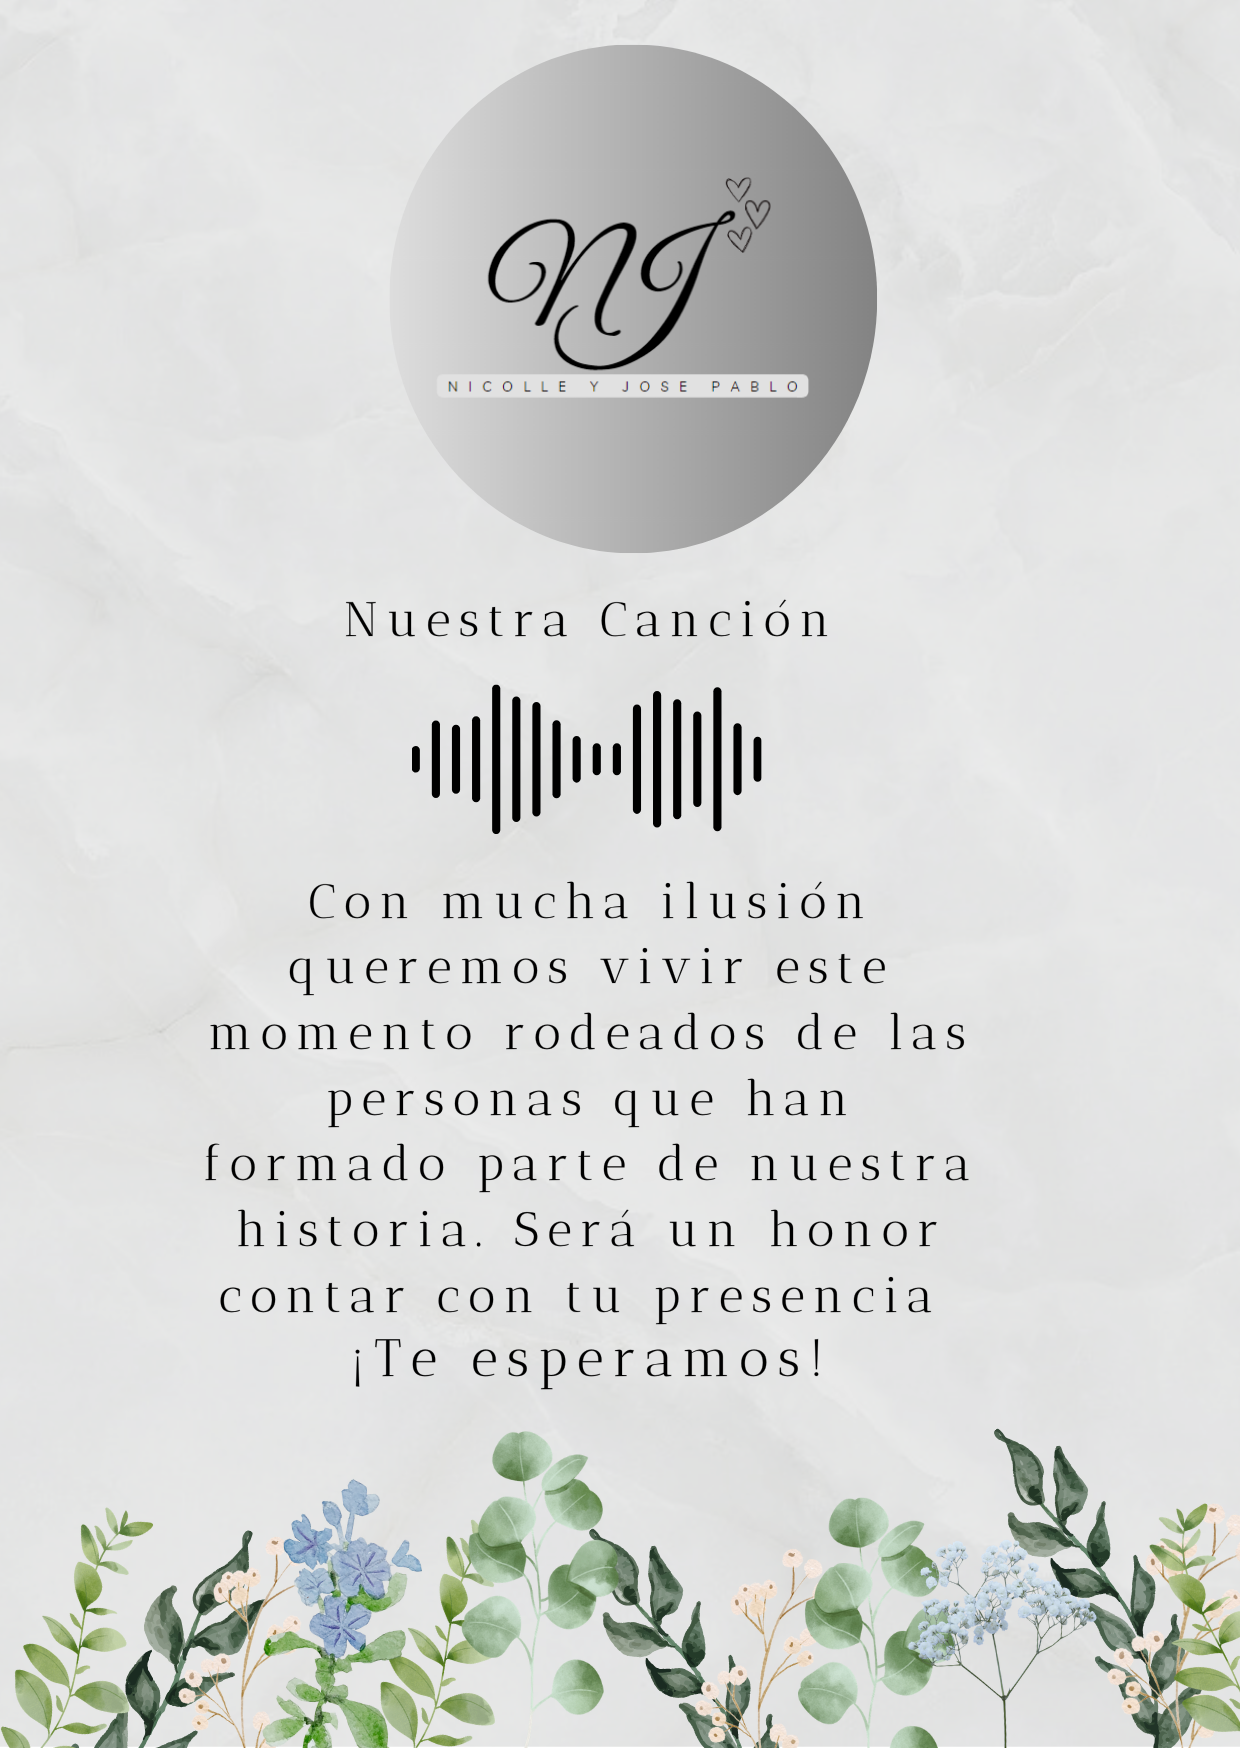 NJ
NICOLLE Y JOSE PABLO
Nuestra Canción
Con mucha ilusión
queremos vivir este
momento rodeados de las
personas que han
formado parte de nuestra
historia. Será un honor
contar con tu presencia
¡Te esperamos!